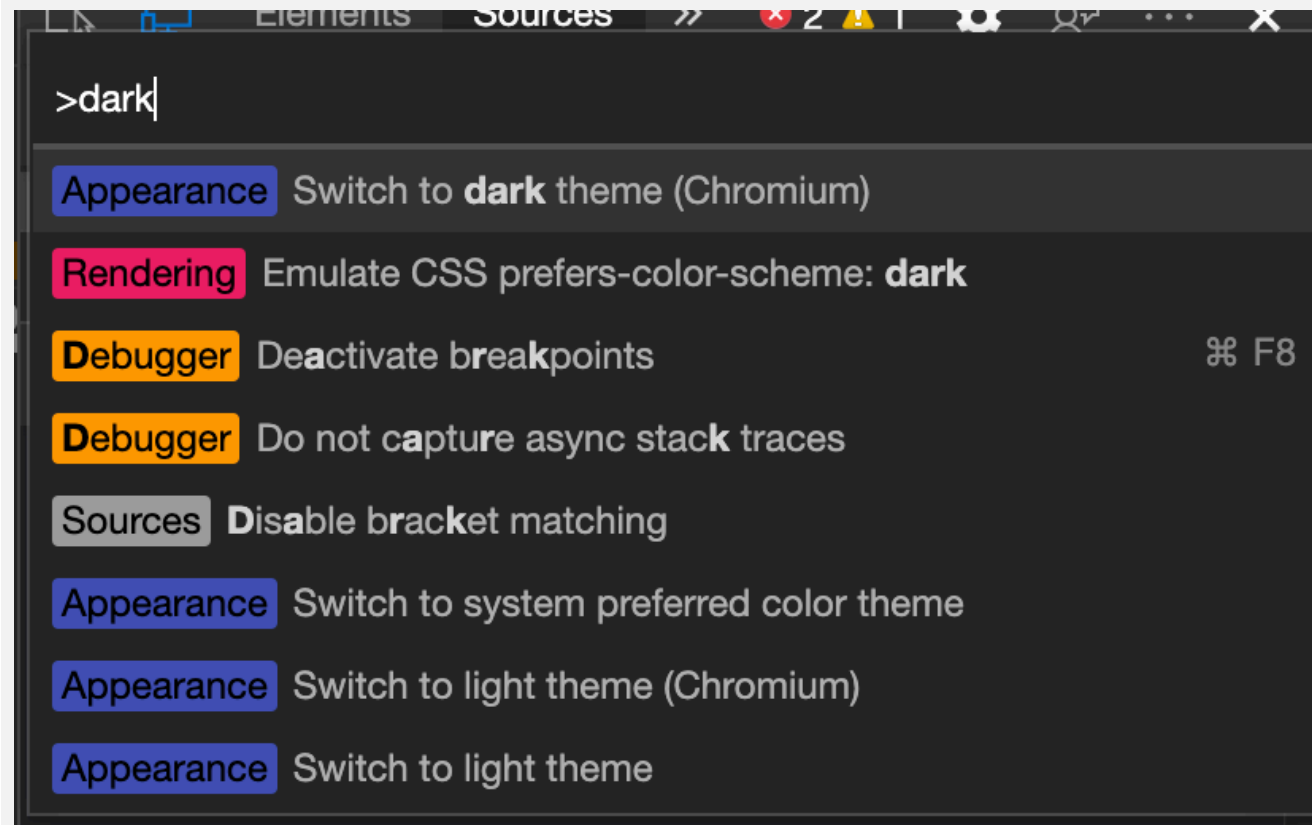 Elements Sources » 2 1
>dark
Appearance Switch to dark theme (Chromium)
Rendering Emulate CSS prefers-color-scheme: dark
Debugger Deactivate breakpoints ⌘ F8
Debugger Do not capture async stack traces
Sources Disable bracket matching
Appearance Switch to system preferred color theme
Appearance Switch to light theme (Chromium)
Appearance Switch to light theme